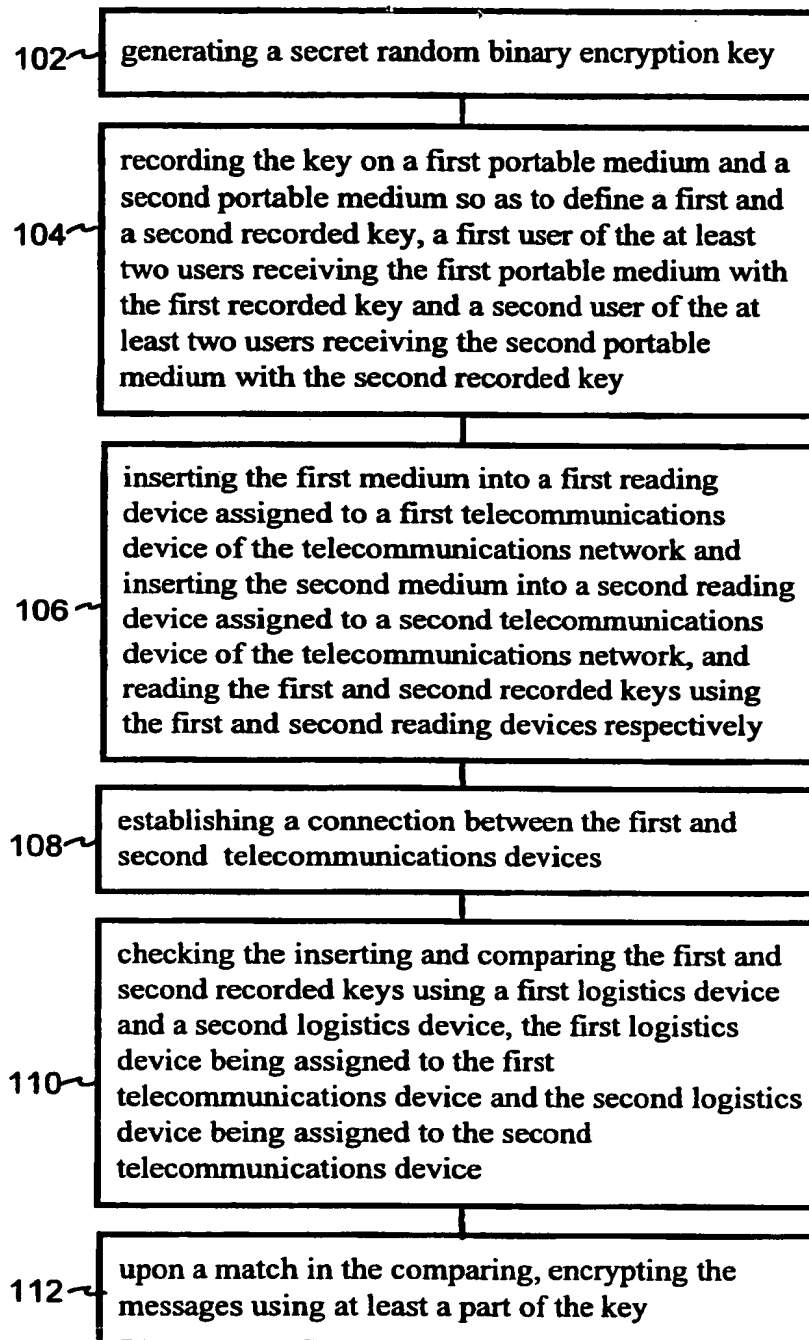 102
generating a secret random binary encryption key
104
recording the key on a first portable medium and a
second portable medium so as to define a first and
a second recorded key, a first user of the at least
two users receiving the first portable medium with
the first recorded key and a second user of the at
least two users receiving the second portable
medium with the second recorded key
106
inserting the first medium into a first reading
device assigned to a first telecommunications
device of the telecommunications network and
inserting the second medium into a second reading
device assigned to a second telecommunications
device of the telecommunications network, and
reading the first and second recorded keys using
the first and second reading devices respectively
108
establishing a connection between the first and
second telecommunications devices
110
checking the inserting and comparing the first and
second recorded keys using a first logistics device
and a second logistics device, the first logistics
device being assigned to the first
telecommunications device and the second logistics
device being assigned to the second
telecommunications device
112
upon a match in the comparing, encrypting the
messages using at least a part of the key